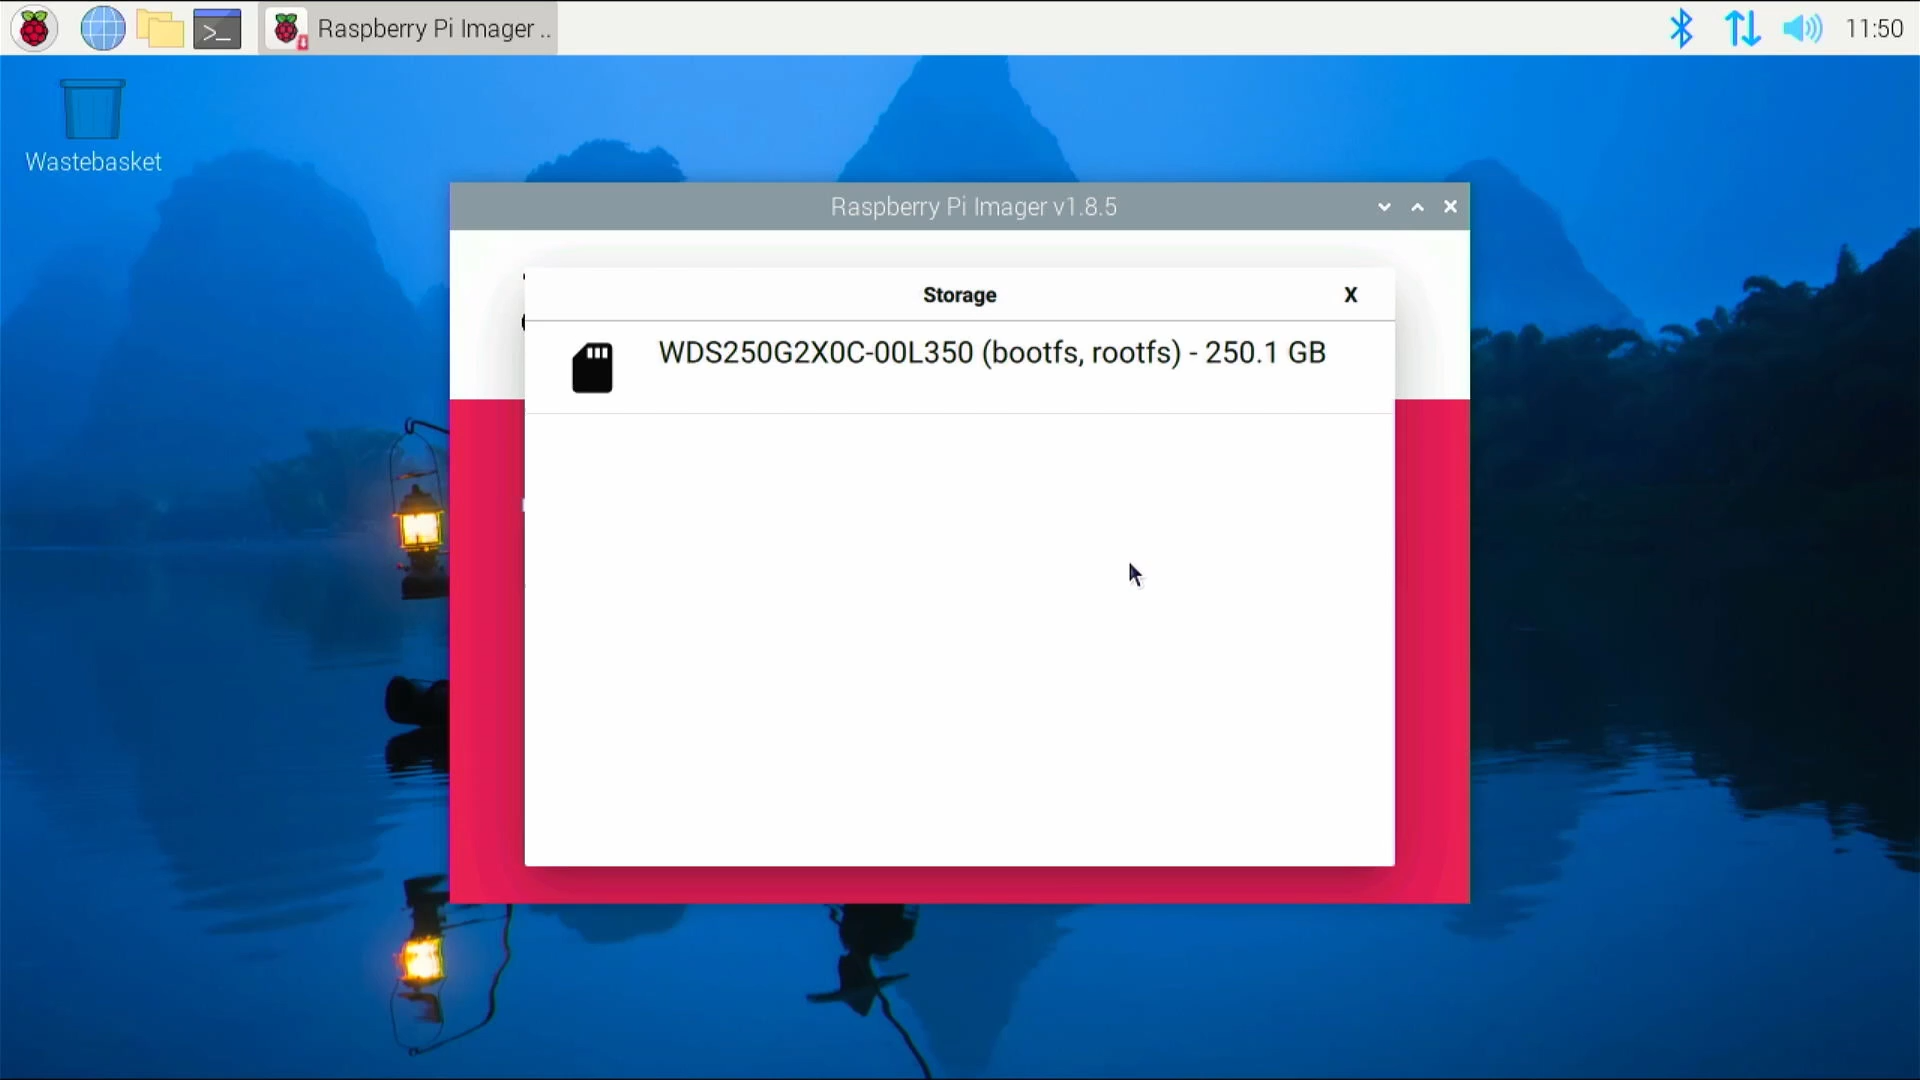 Raspberry Pi Imager ..
11:50
Wastebasket
Raspberry Pi Imager v1.8.5
Storage
X
WDS250G2X0C-00L350 (bootfs, rootfs) - 250.1 GB